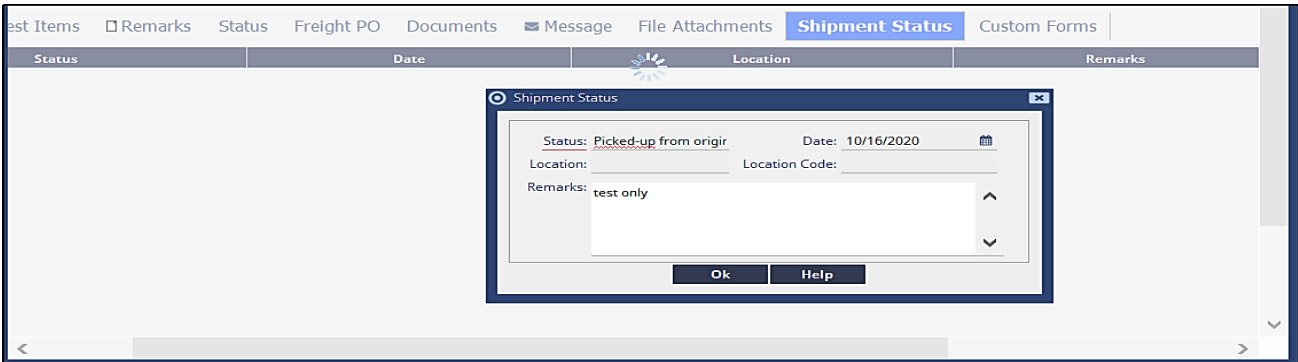 est Items Remarks Status Freight PO Documents Message File Attachments Shipment Status Custom Forms
Status Date Location Remarks
Shipment Status
Status: Picked-up from origir Date: 10/16/2020
Location: Location Code:
Remarks: test only
Ok Help